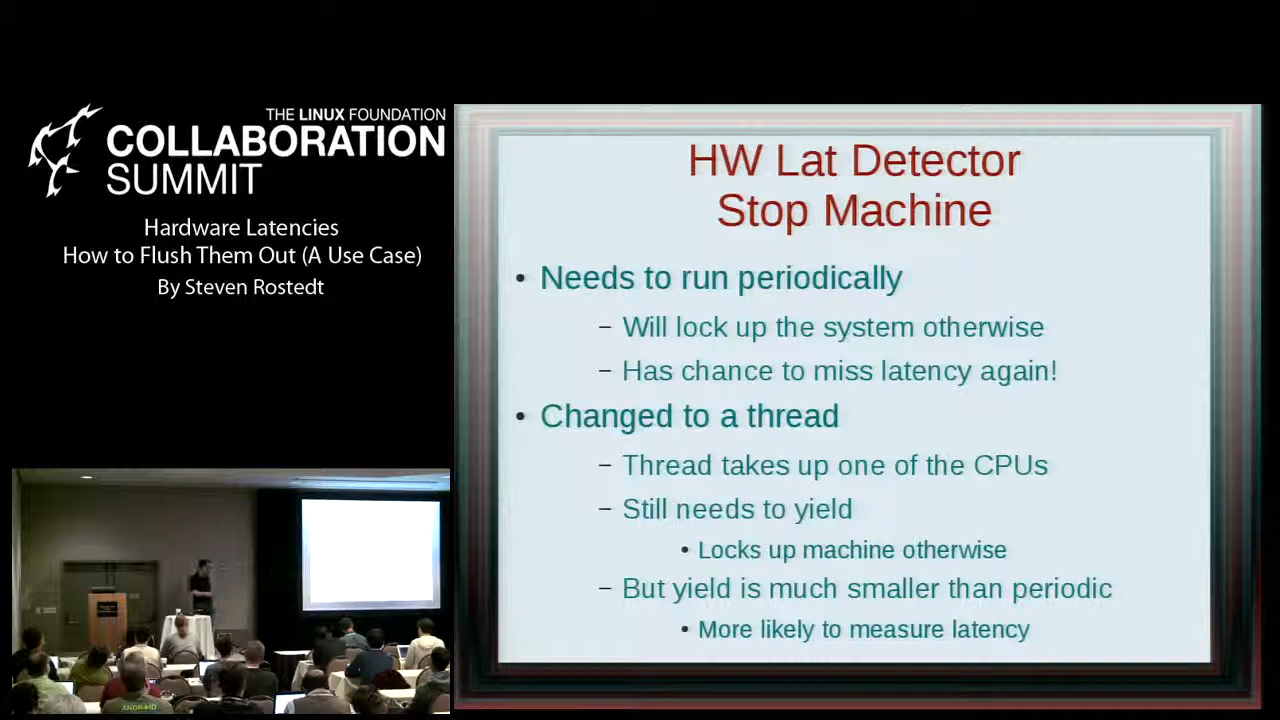 THE LINUX FOUNDATION
COLLABORATION
SUMMIT
Hardware Latencies
How to Flush Them Out (A Use Case)
By Steven Rostedt
HW Lat Detector
Stop Machine
• Needs to run periodically
– Will lock up the system otherwise
– Has chance to miss latency again!
• Changed to a thread
– Thread takes up one of the CPUs
– Still needs to yield
• Locks up machine otherwise
– But yield is much smaller than periodic
• More likely to measure latency
ANDROID